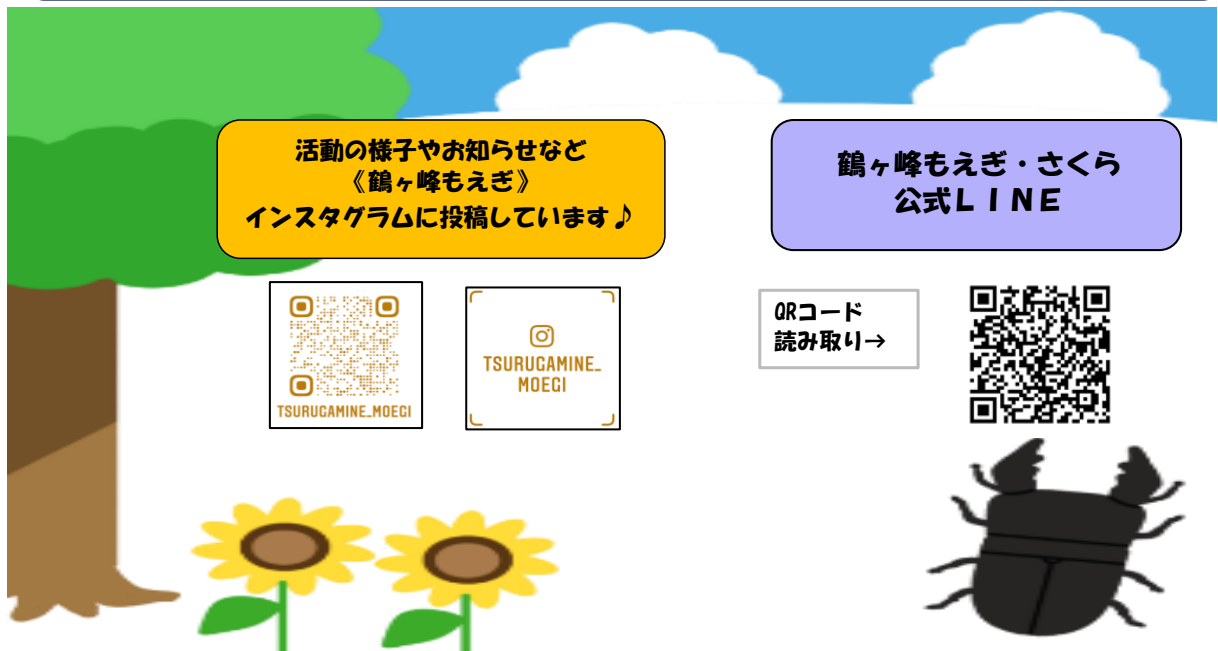 活動の様子やお知らせなど
《鶴ヶ峰もえぎ》
インスタグラムに投稿しています♪
鶴ヶ峰もえぎ・さくら
公式ＬＩＮＥ
TSURUGAMINE_MOEGI
TSURUGAMINE_
MOEGI
QRコード
読み取り→